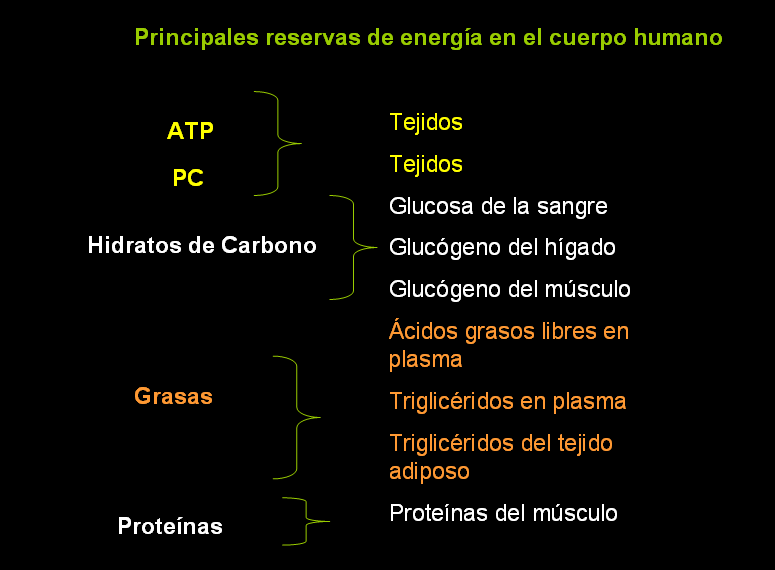 Principales reservas de energía en el cuerpo humano
ATP
PC
Tejidos
Tejidos
Hidratos de Carbono
Glucosa de la sangre
Glucógeno del hígado
Glucógeno del músculo
Grasas
Ácidos grasos libres en
plasma
Triglicéridos en plasma
Triglicéridos del tejido
adiposo
Proteínas
Proteínas del músculo